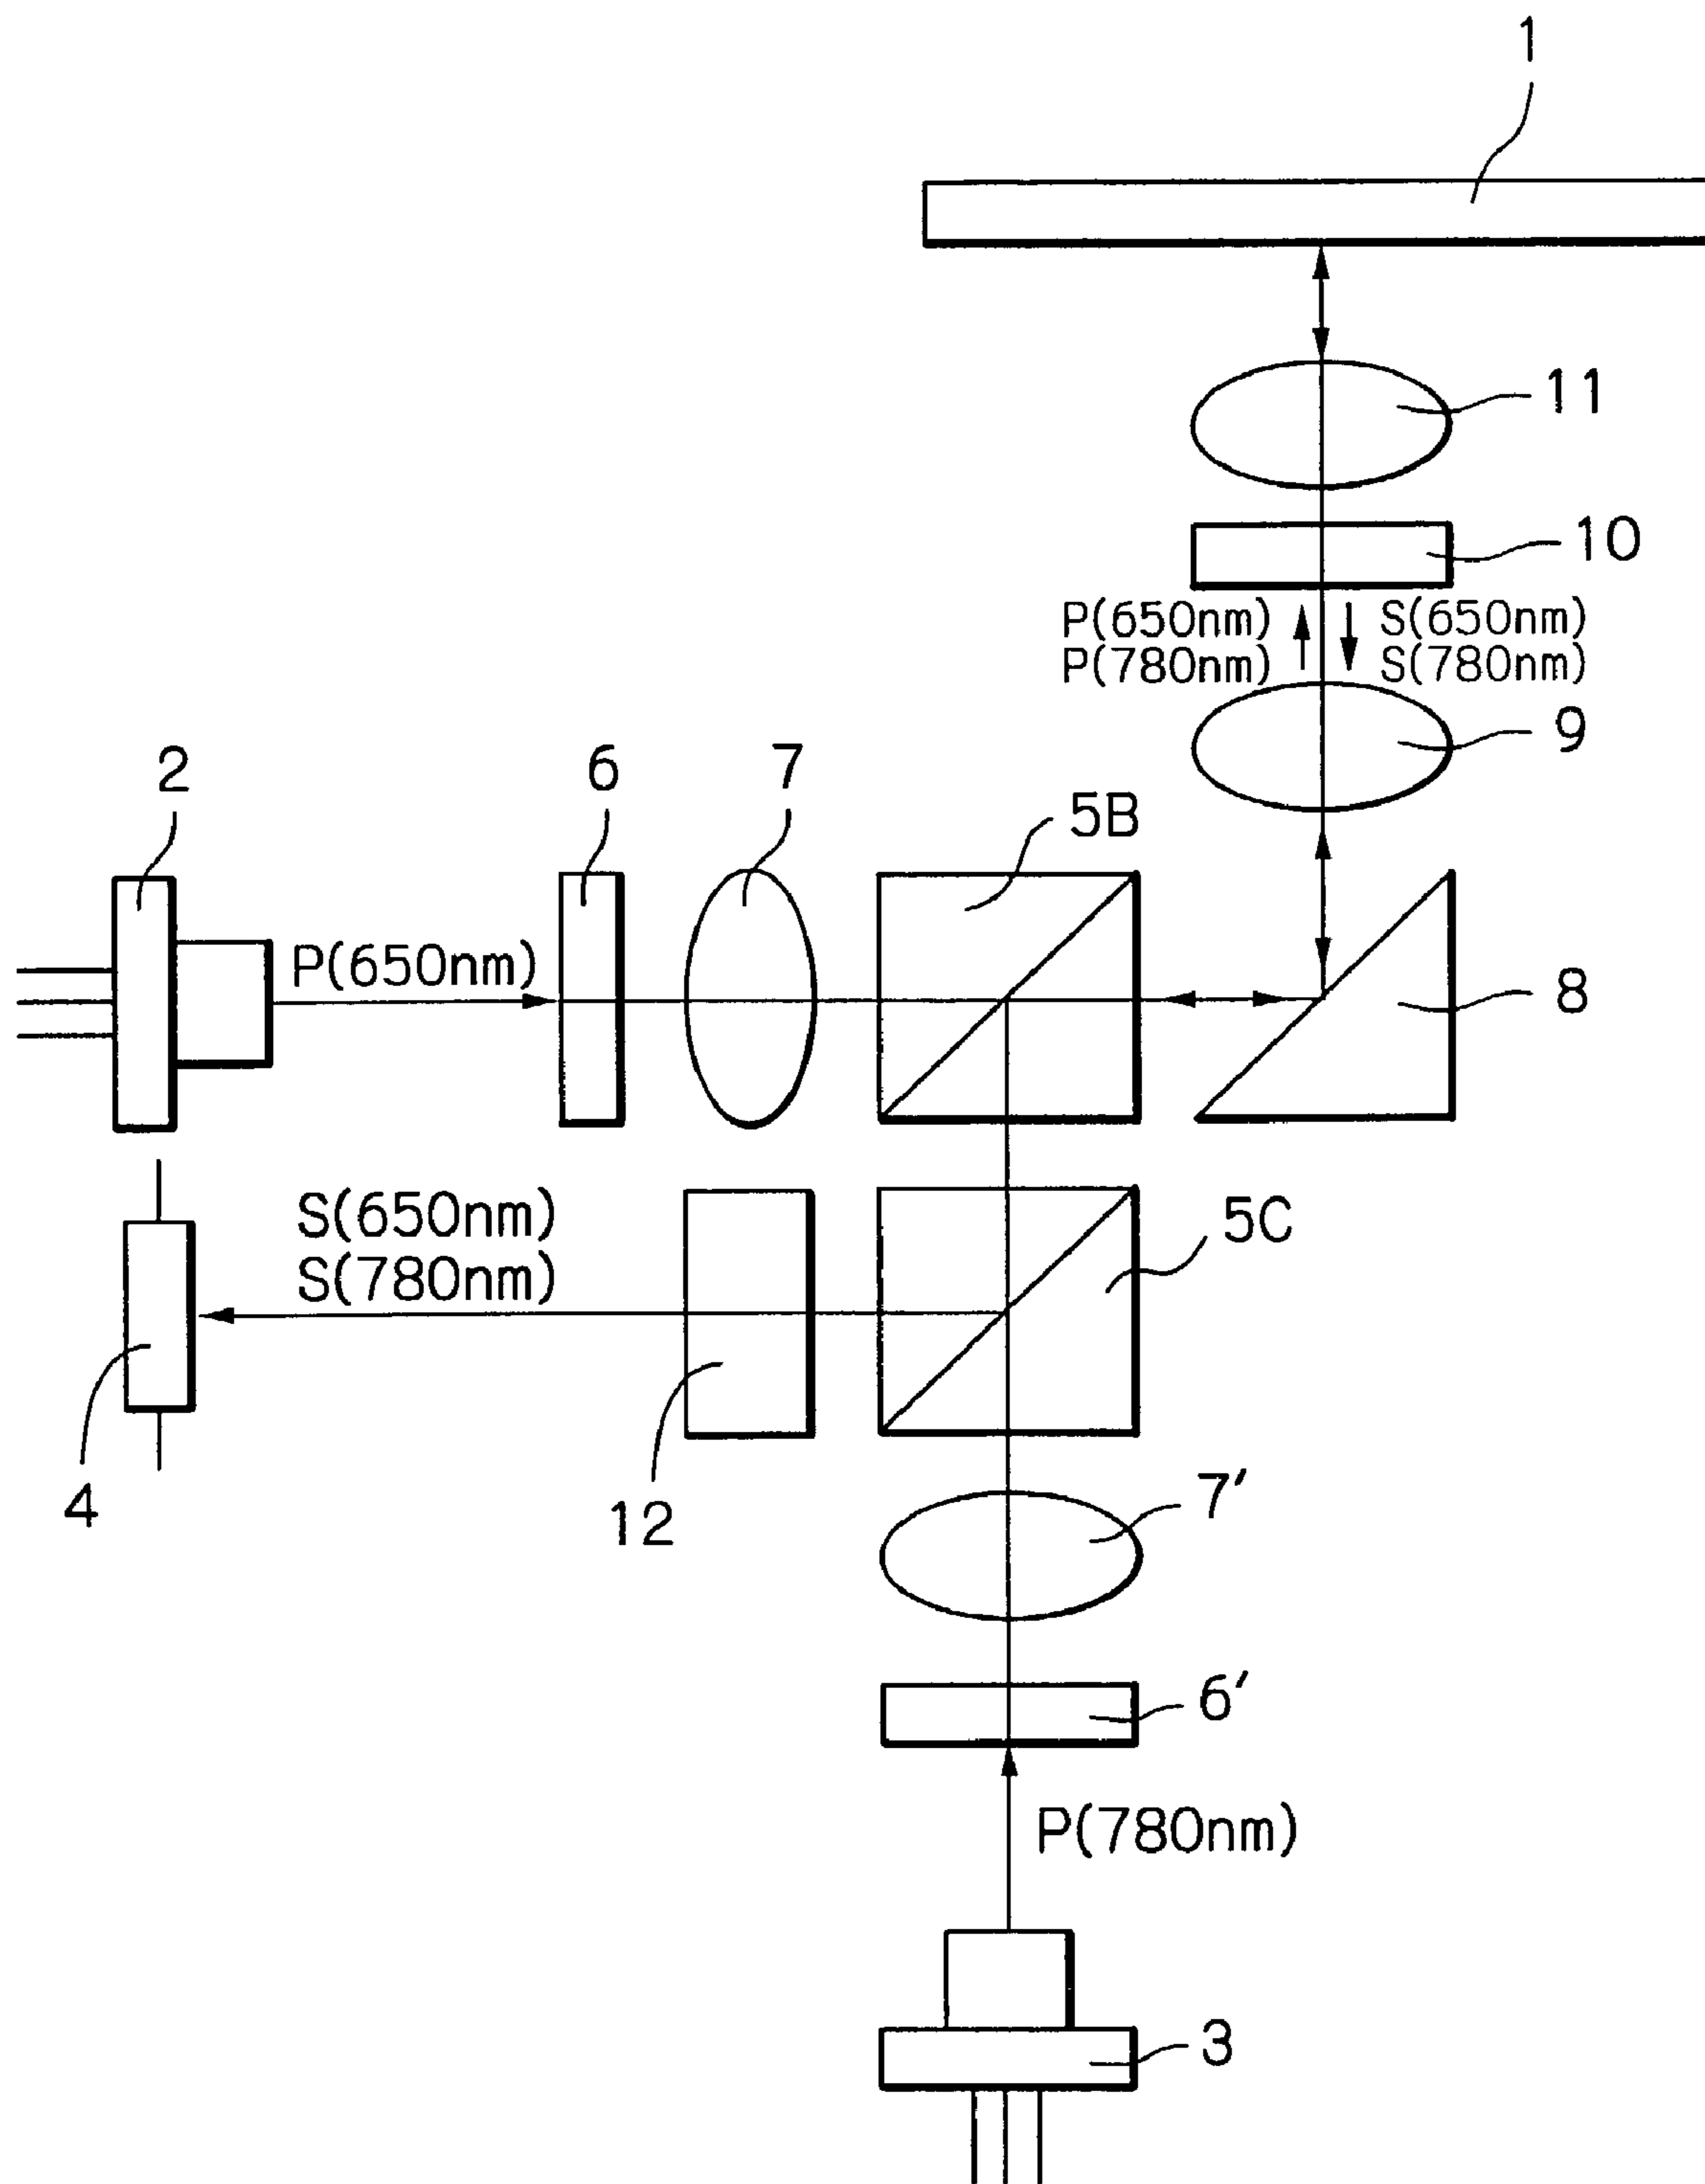 1
11
10
P(650nm) S(650nm)
P(780nm) S(780nm)
9
2
6
7
5B
P(650nm)
8
S(650nm)
S(780nm)
5C
4
12
7'
6'
P(780nm)
3